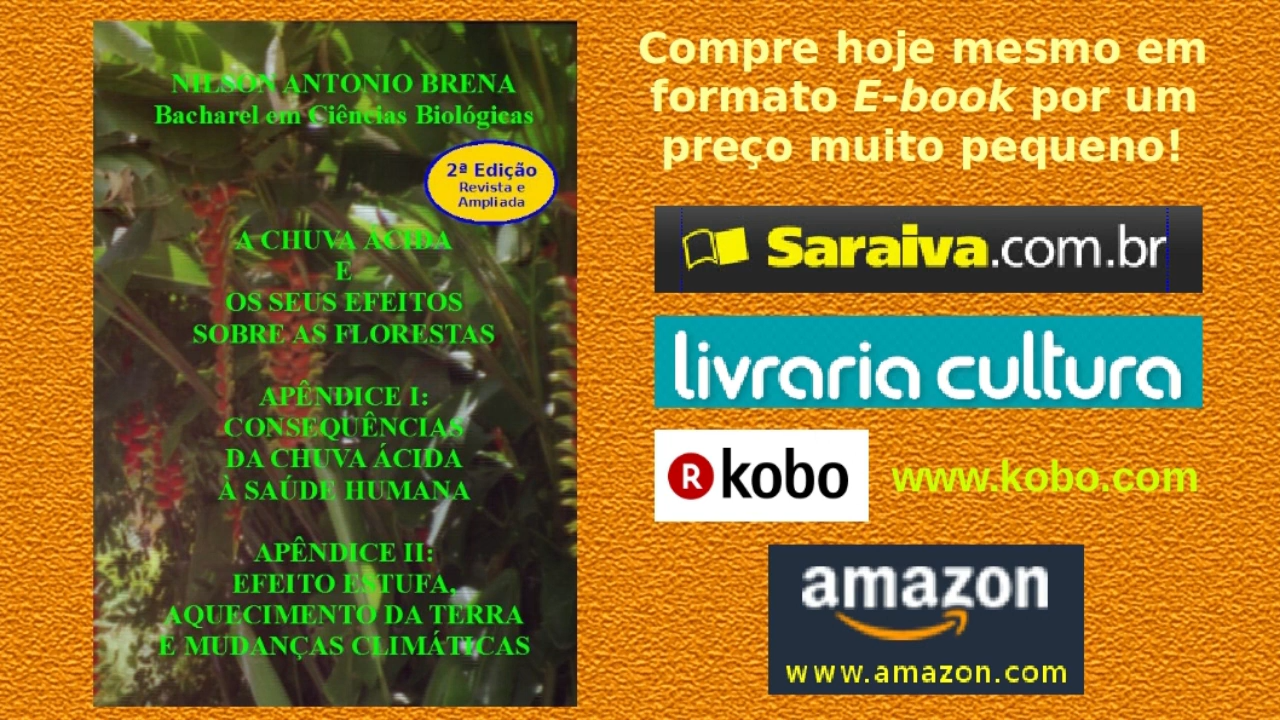 NILSON ANTONIO BRENA
Bacharel em Ciências Biológicas
2ª Edição
Revista e
Ampliada
A CHUVA ÁCIDA
E
OS SEUS EFEITOS
SOBRE AS FLORESTAS
APÊNDICE I:
CONSEQUÊNCIAS
DA CHUVA ÁCIDA
À SAÚDE HUMANA
APÊNDICE II:
EFEITO ESTUFA,
AQUECIMENTO DA TERRA
E MUDANÇAS CLIMÁTICAS
Compre hoje mesmo em
formato E-book por um
preço muito pequeno!
Saraiva.com.br
livraria cultura
R kobo www.kobo.com
amazon
www.amazon.com